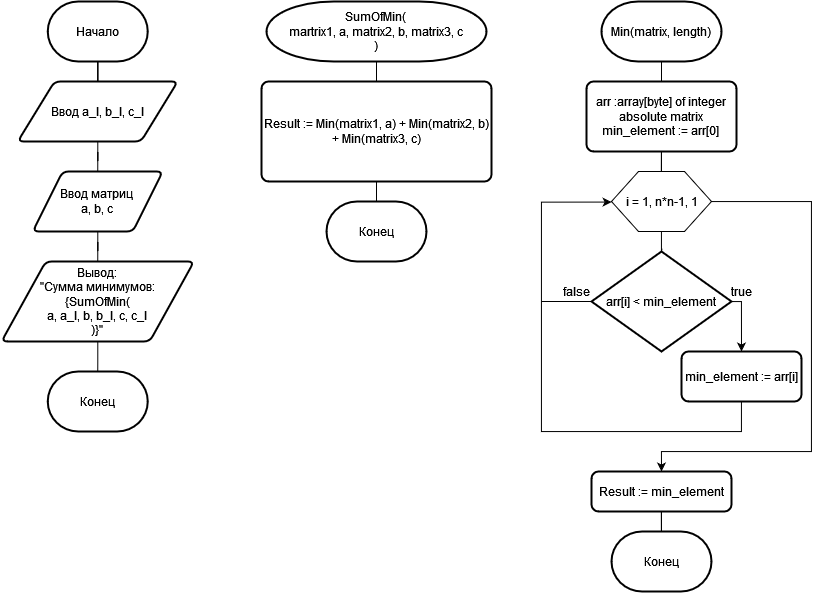 Начало
Ввод a_l, b_l, c_l
Ввод матриц
a, b, c
Вывод:
"Сумма минимумов:
{SumOfMin(
a, a_l, b, b_l, c, c_l
)}"
Конец
SumOfMin(
martrix1, a, matrix2, b, matrix3, c
)
Result := Min(matrix1, a) + Min(matrix2, b)
+ Min(matrix3, c)
Конец
Min(matrix, length)
arr :array[byte] of integer
absolute matrix
min_element := arr[0]
i = 1, n*n-1, 1
false
arr[i] < min_element
true
min_element := arr[i]
Result := min_element
Конец